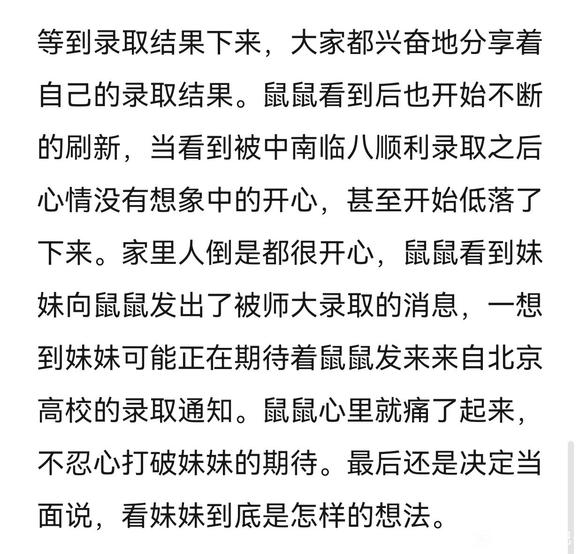 等到录取结果下来，大家都兴奋地分享着
自己的录取结果。鼠鼠看到后也开始不断
的刷新，当看到被中南临八顺利录取之后
心情没有想象中的开心，甚至开始低落了
下来。家里人倒是都很开心，鼠鼠看到妹
妹向鼠鼠发出了被师大录取的消息，一想
到妹妹可能正在期待着鼠鼠发来来自北京
高校的录取通知。鼠鼠心里就痛了起来，
不忍心打破妹妹的期待。最后还是决定当
面说，看妹妹到底是怎样的想法。